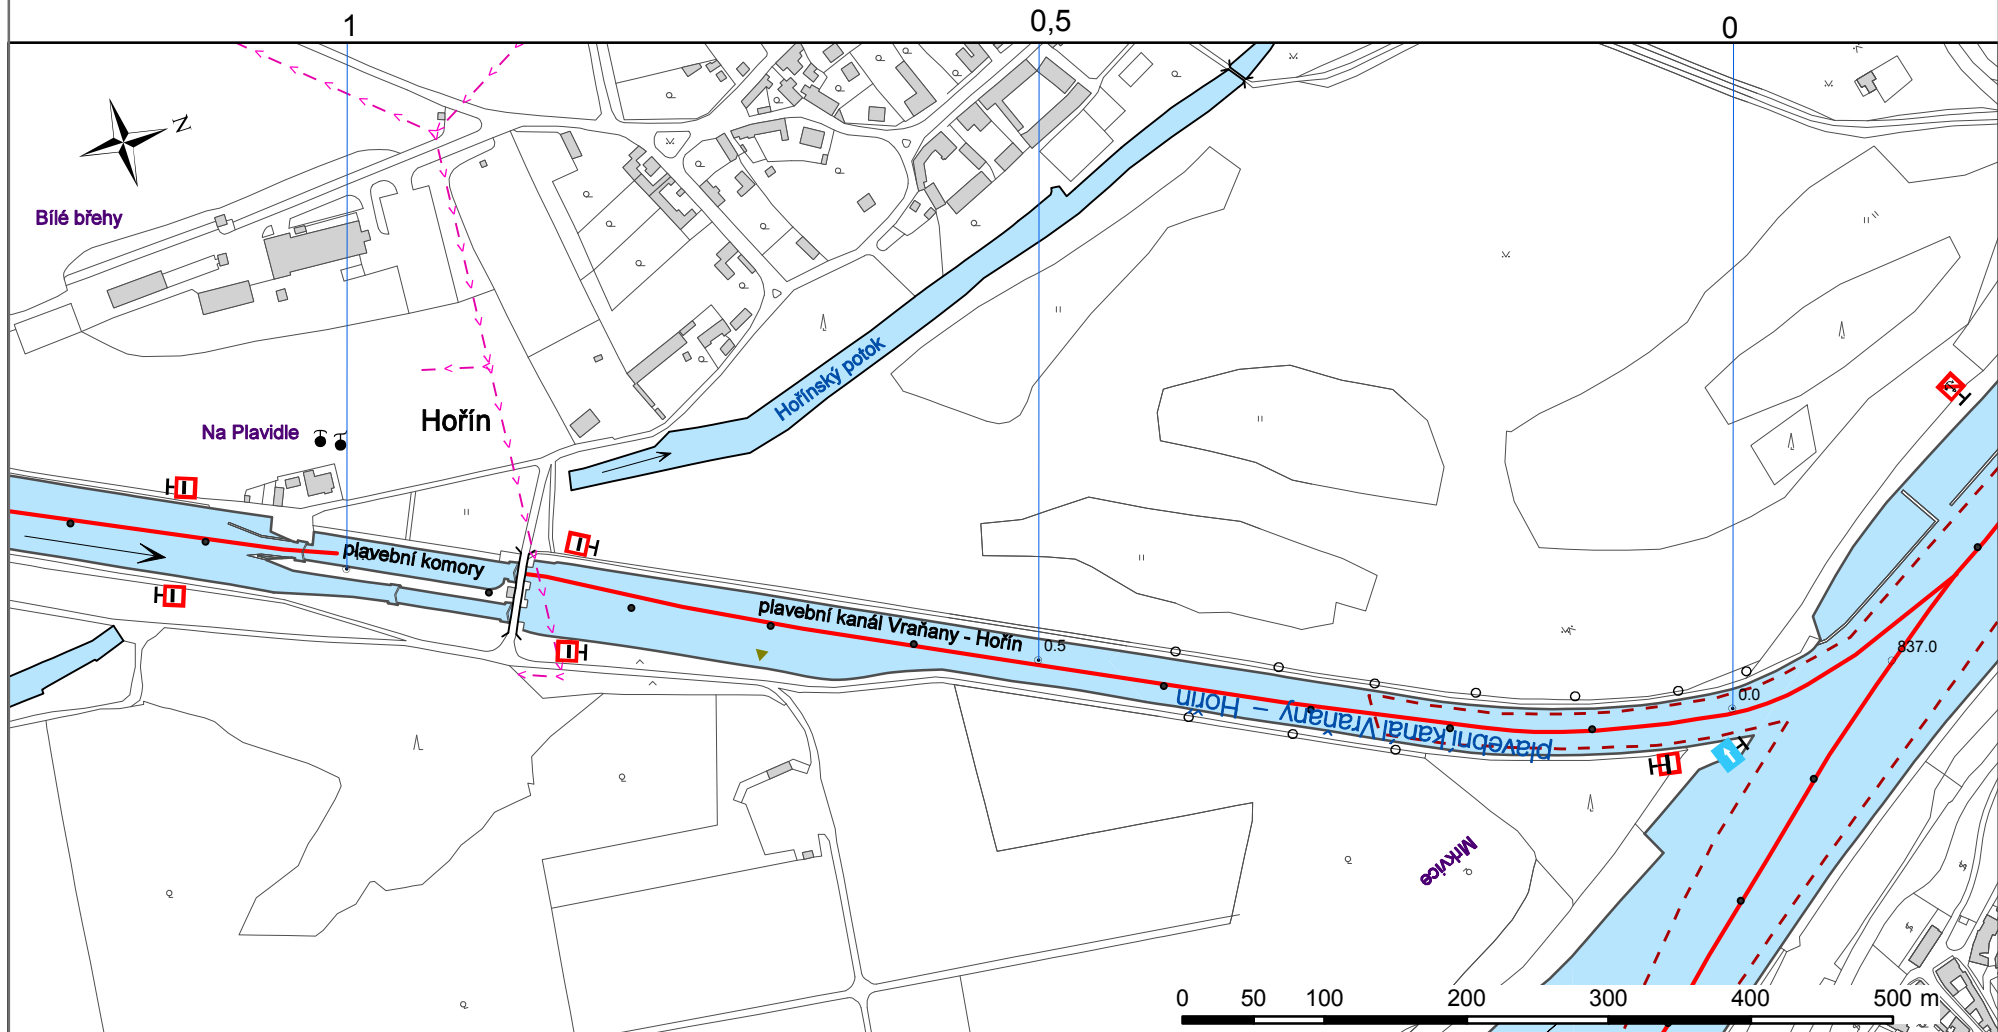 1
0,5
0
N
Bílé břehy
Hořínský potok
Na Plavidle
Hořín
plavební komory
plavební kanál Vraňany - Hořín
0.5
837.0
0.0
plavební kanál Vraňany – Hořín
Mrkvice
0 50 100 200 300 400 500 m